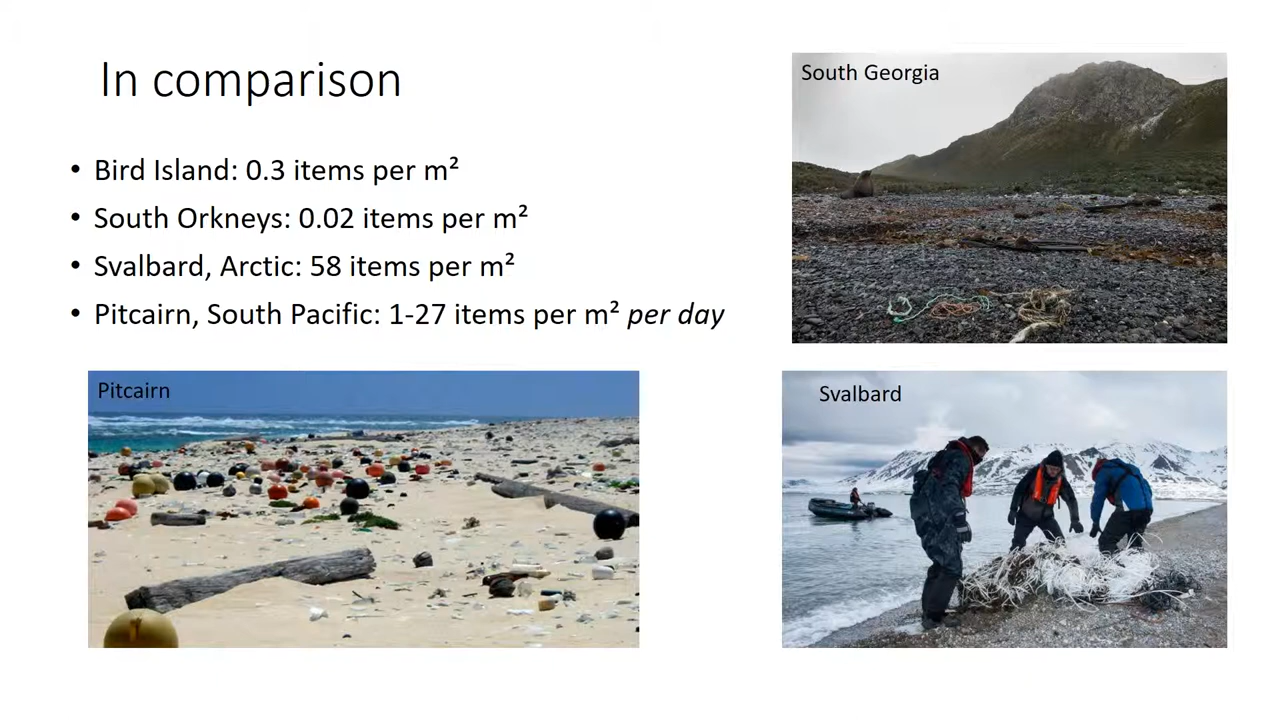 In comparison
• Bird Island: 0.3 items per m²
• South Orkneys: 0.02 items per m²
• Svalbard, Arctic: 58 items per m²
• Pitcairn, South Pacific: 1-27 items per m² per day
South Georgia
Pitcairn
Svalbard